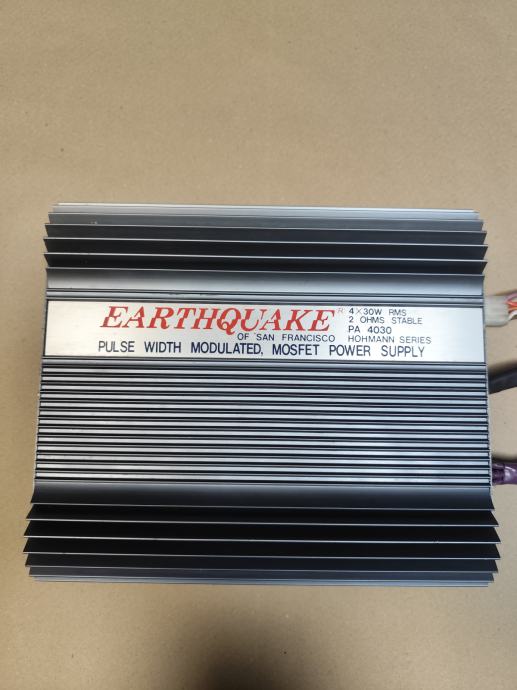 EARTHQUAKE ®
OF SAN FRANCISCO
4×30W RMS
2 OHMS STABLE
PA 4030
HOHMANN SERIES
PULSE WIDTH MODULATED, MOSFET POWER SUPPLY